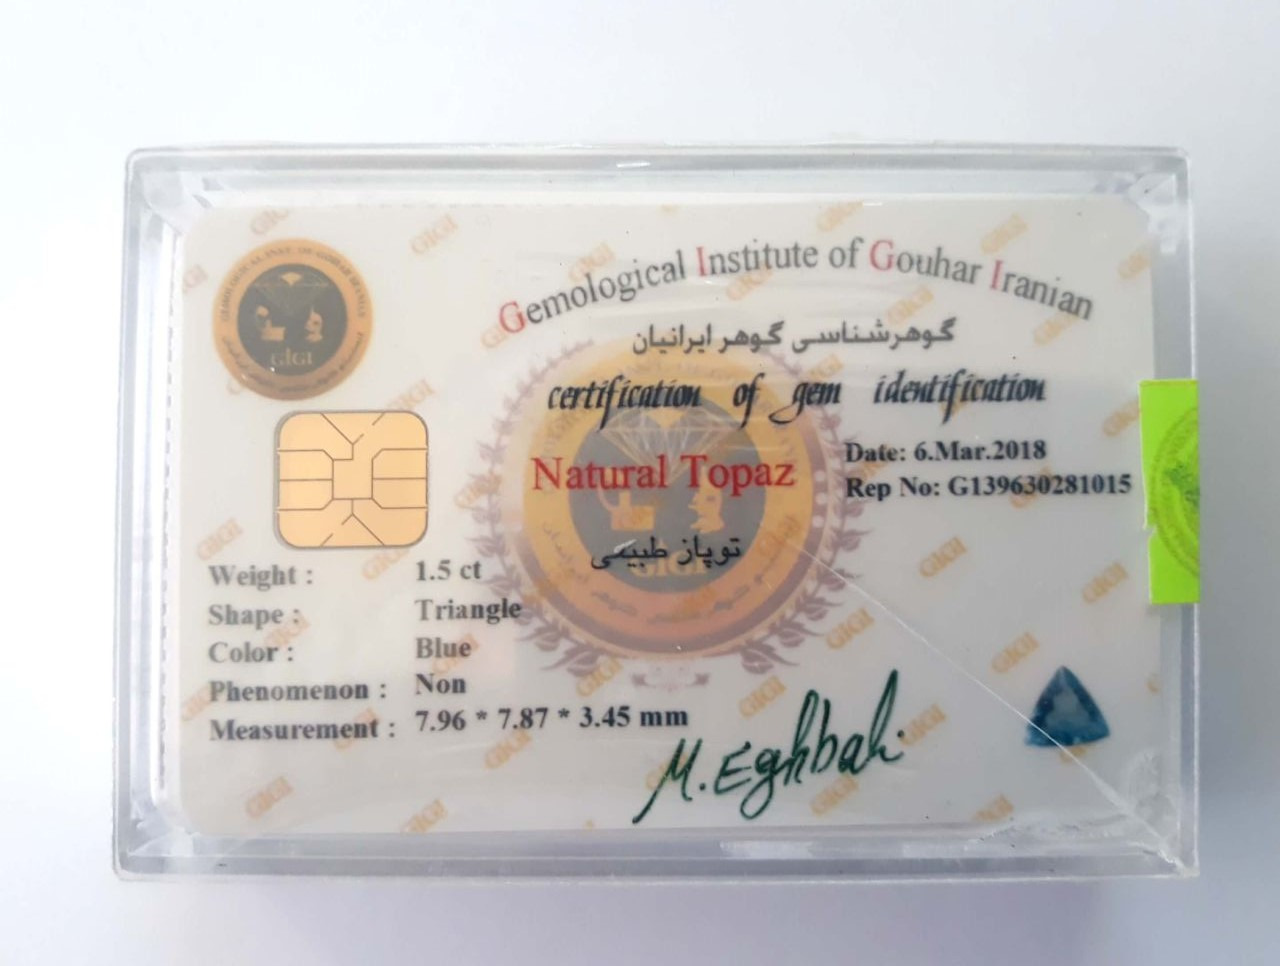 Gemological Institute of Gouhar Iranian
گوهرشناسی گوهر ایرانیان
certification of gem identification
Natural Topaz
توپاز طبیعی
Date: 6.Mar.2018
Rep No: G139630281015
GIGI
Weight : 1.5 ct
Shape : Triangle
Color : Blue
Phenomenon : Non
Measurement : 7.96 * 7.87 * 3.45 mm
M. Eghbali